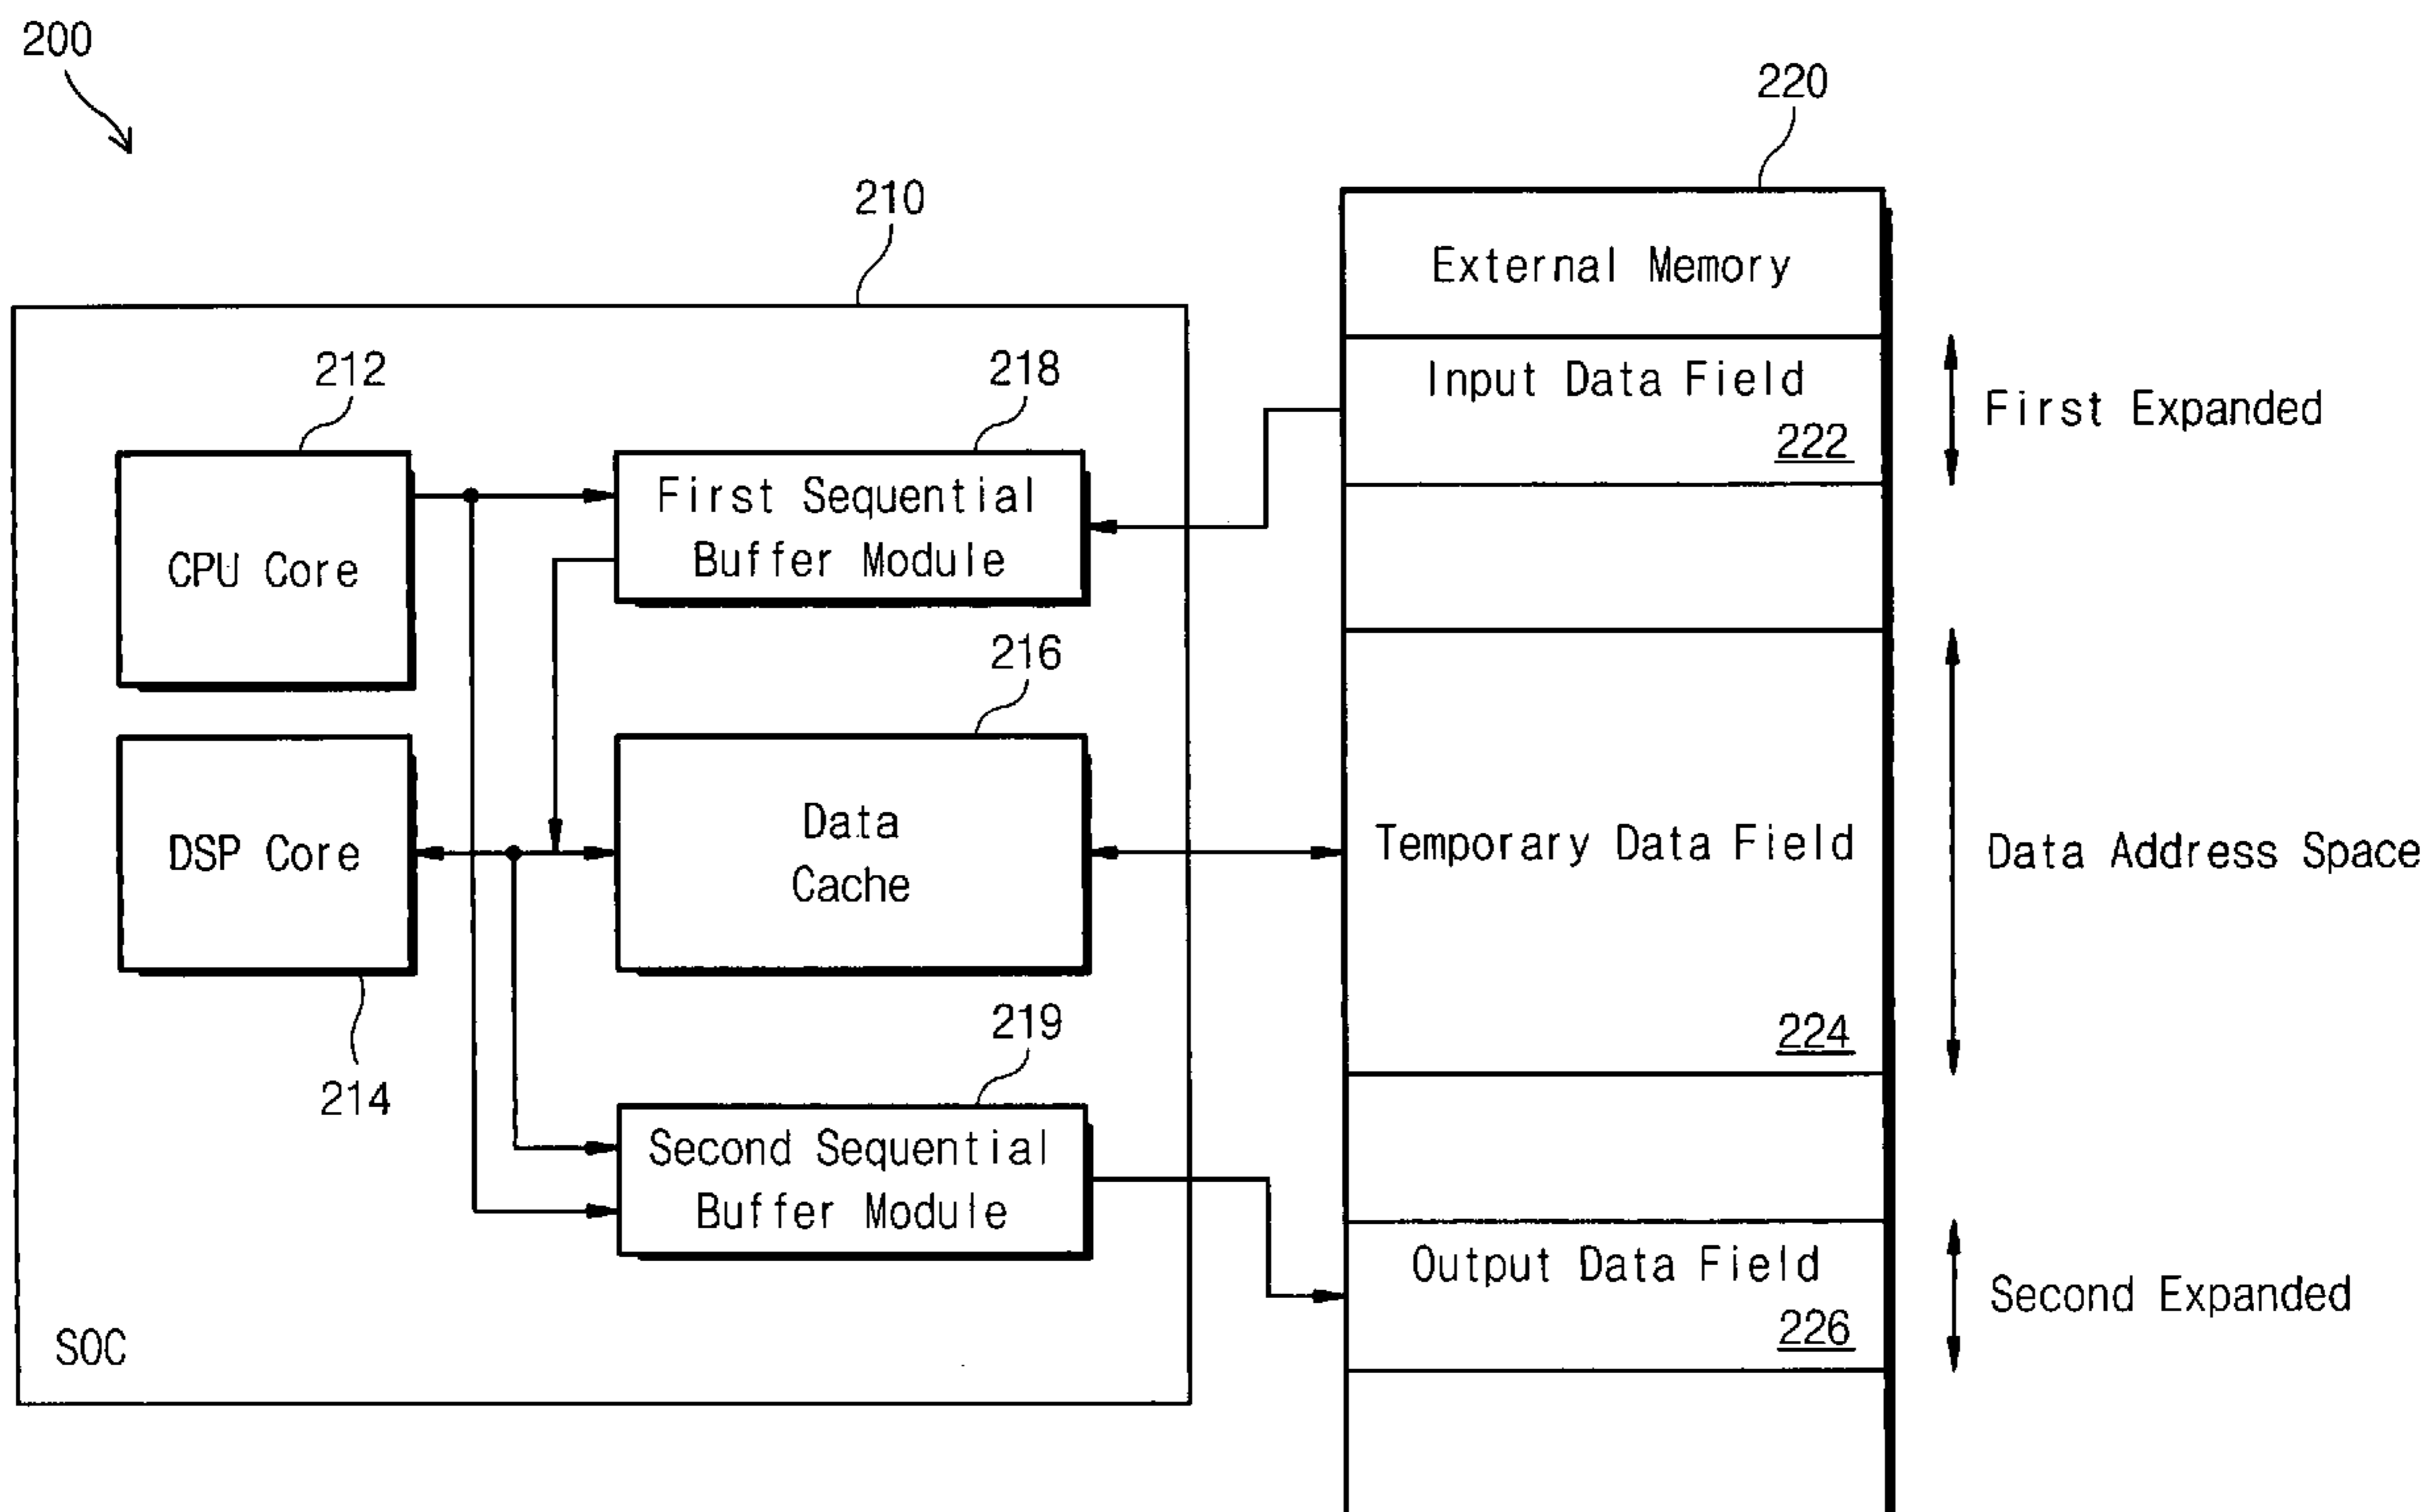 200
220
210
External Memory
212
218
Input Data Field
222
First Expanded
First Sequential
Buffer Module
CPU Core
216
Data
Cache
DSP Core
Temporary Data Field
Data Address Space
224
219
214
Second Sequential
Buffer Module
Output Data Field
226
Second Expanded
SOC